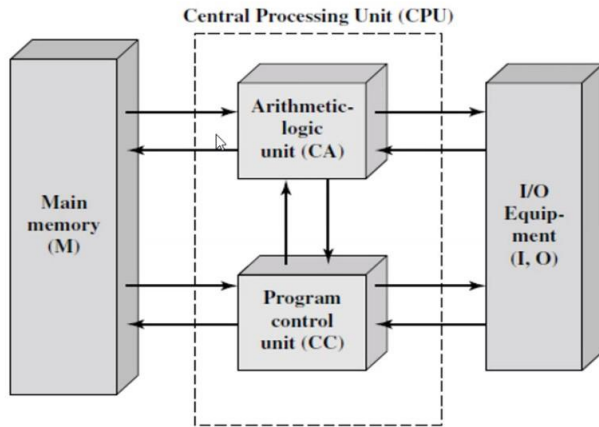 Central Processing Unit (CPU)
Arithmetic-
logic
unit (CA)
Main
memory
(M)
I/O
Equip-
ment
(I, O)
Program
control
unit (CC)